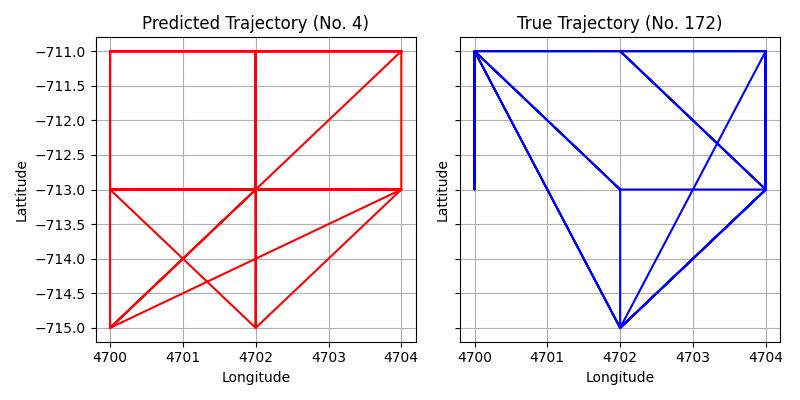 Predicted Trajectory (No. 4)
True Trajectory (No. 172)
−711.0
−711.5
−712.0
−712.5
−713.0
−713.5
−714.0
−714.5
−715.0
Lattitude
Lattitude
4700 4701 4702 4703 4704
4700 4701 4702 4703 4704
Longitude
Longitude